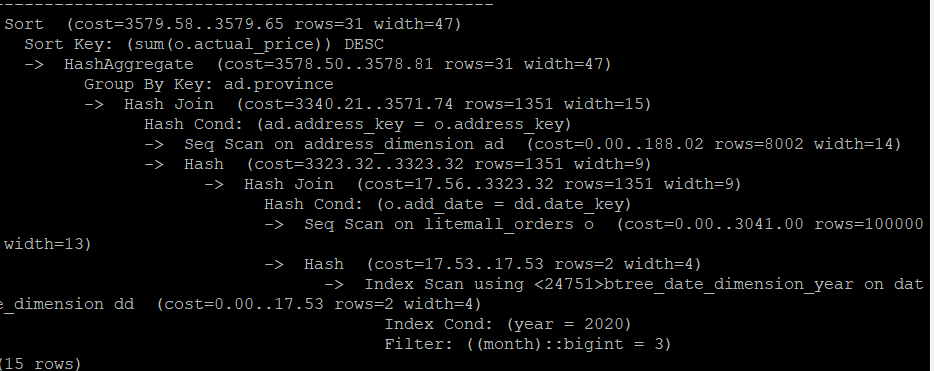 Sort  (cost=3579.58..3579.65 rows=31 width=47)
  Sort Key: (sum(o.actual_price)) DESC
  ->  HashAggregate  (cost=3578.50..3578.81 rows=31 width=47)
        Group By Key: ad.province
        ->  Hash Join  (cost=3340.21..3571.74 rows=1351 width=15)
              Hash Cond: (ad.address_key = o.address_key)
              ->  Seq Scan on address_dimension ad  (cost=0.00..188.02 rows=8002 width=14)
              ->  Hash  (cost=3323.32..3323.32 rows=1351 width=9)
                    ->  Hash Join  (cost=17.56..3323.32 rows=1351 width=9)
                          Hash Cond: (o.add_date = dd.date_key)
                          ->  Seq Scan on litemall_orders o  (cost=0.00..3041.00 rows=100000
width=13)
                          ->  Hash  (cost=17.53..17.53 rows=2 width=4)
                                ->  Index Scan using <24751>btree_date_dimension_year on dat
e_dimension dd  (cost=0.00..17.53 rows=2 width=4)
                                      Index Cond: (year = 2020)
                                      Filter: ((month)::bigint = 3)
(15 rows)